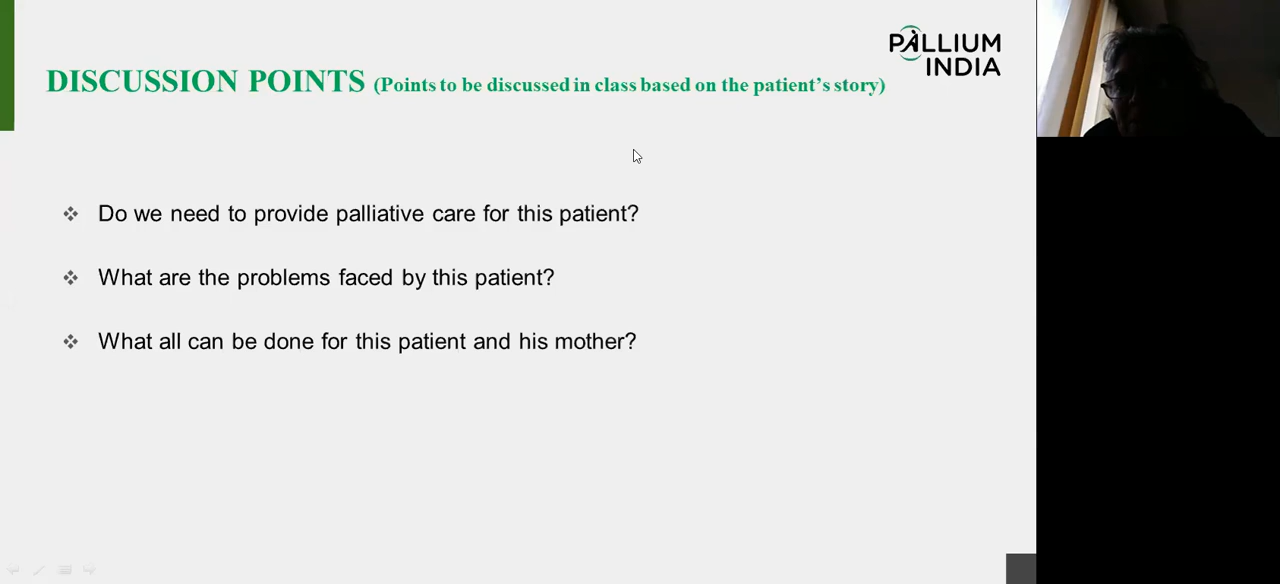 PALLIUM
INDIA
DISCUSSION POINTS (Points to be discussed in class based on the patient's story)
Do we need to provide palliative care for this patient?
What are the problems faced by this patient?
What all can be done for this patient and his mother?